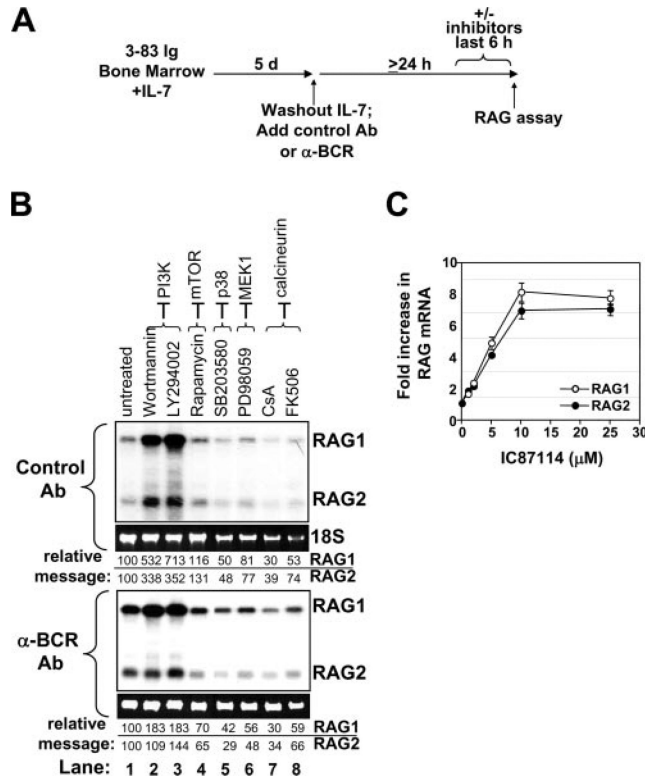 A
3-83 Ig
Bone Marrow
+IL-7
5 d
Washout IL-7;
Add control Ab
or α-BCR
≥24 h
+/-
inhibitors
last 6 h
RAG assay
B
PI3K
mTOR
p38
MEK1
calcineurin
untreated
Wortmannin
LY294002
Rapamycin
SB203580
PD98059
CsA
FK506
Control
Ab
RAG1
RAG2
18S
relative
message:
100 532 713 116 50 81 30 53 RAG1
100 338 352 131 48 77 39 74 RAG2
α-BCR
Ab
RAG1
RAG2
relative
message:
100 183 183 70 42 56 30 59 RAG1
100 109 144 65 29 48 34 66 RAG2
Lane: 1 2 3 4 5 6 7 8
C
Fold increase in
RAG mRNA
10
8
6
4
2
0
RAG1
RAG2
0 5 10 15 20 25 30
IC87114 (μM)